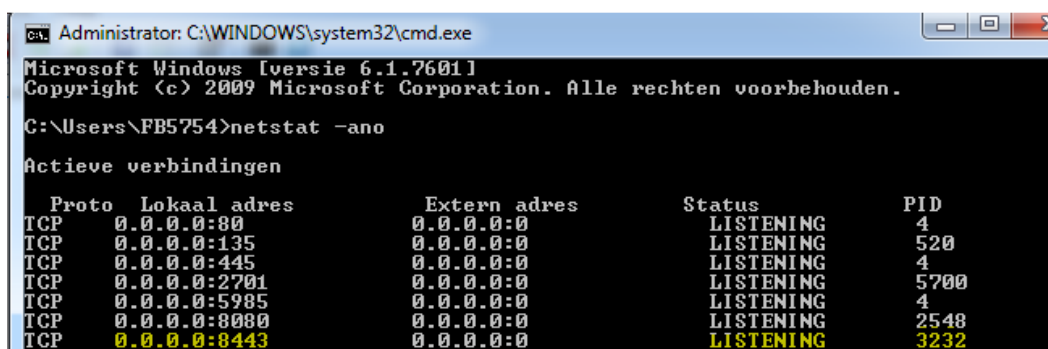 Administrator: C:\WINDOWS\system32\cmd.exe
Microsoft Windows [versie 6.1.7601]
Copyright (c) 2009 Microsoft Corporation. Alle rechten voorbehouden.
C:\Users\FB5754>netstat -ano
Actieve verbindingen
Proto Lokaal adres Extern adres Status PID
TCP 0.0.0.0:80 0.0.0.0:0 LISTENING 4
TCP 0.0.0.0:135 0.0.0.0:0 LISTENING 520
TCP 0.0.0.0:445 0.0.0.0:0 LISTENING 4
TCP 0.0.0.0:2701 0.0.0.0:0 LISTENING 5700
TCP 0.0.0.0:5985 0.0.0.0:0 LISTENING 4
TCP 0.0.0.0:8080 0.0.0.0:0 LISTENING 2548
TCP 0.0.0.0:8443 0.0.0.0:0 LISTENING 3232